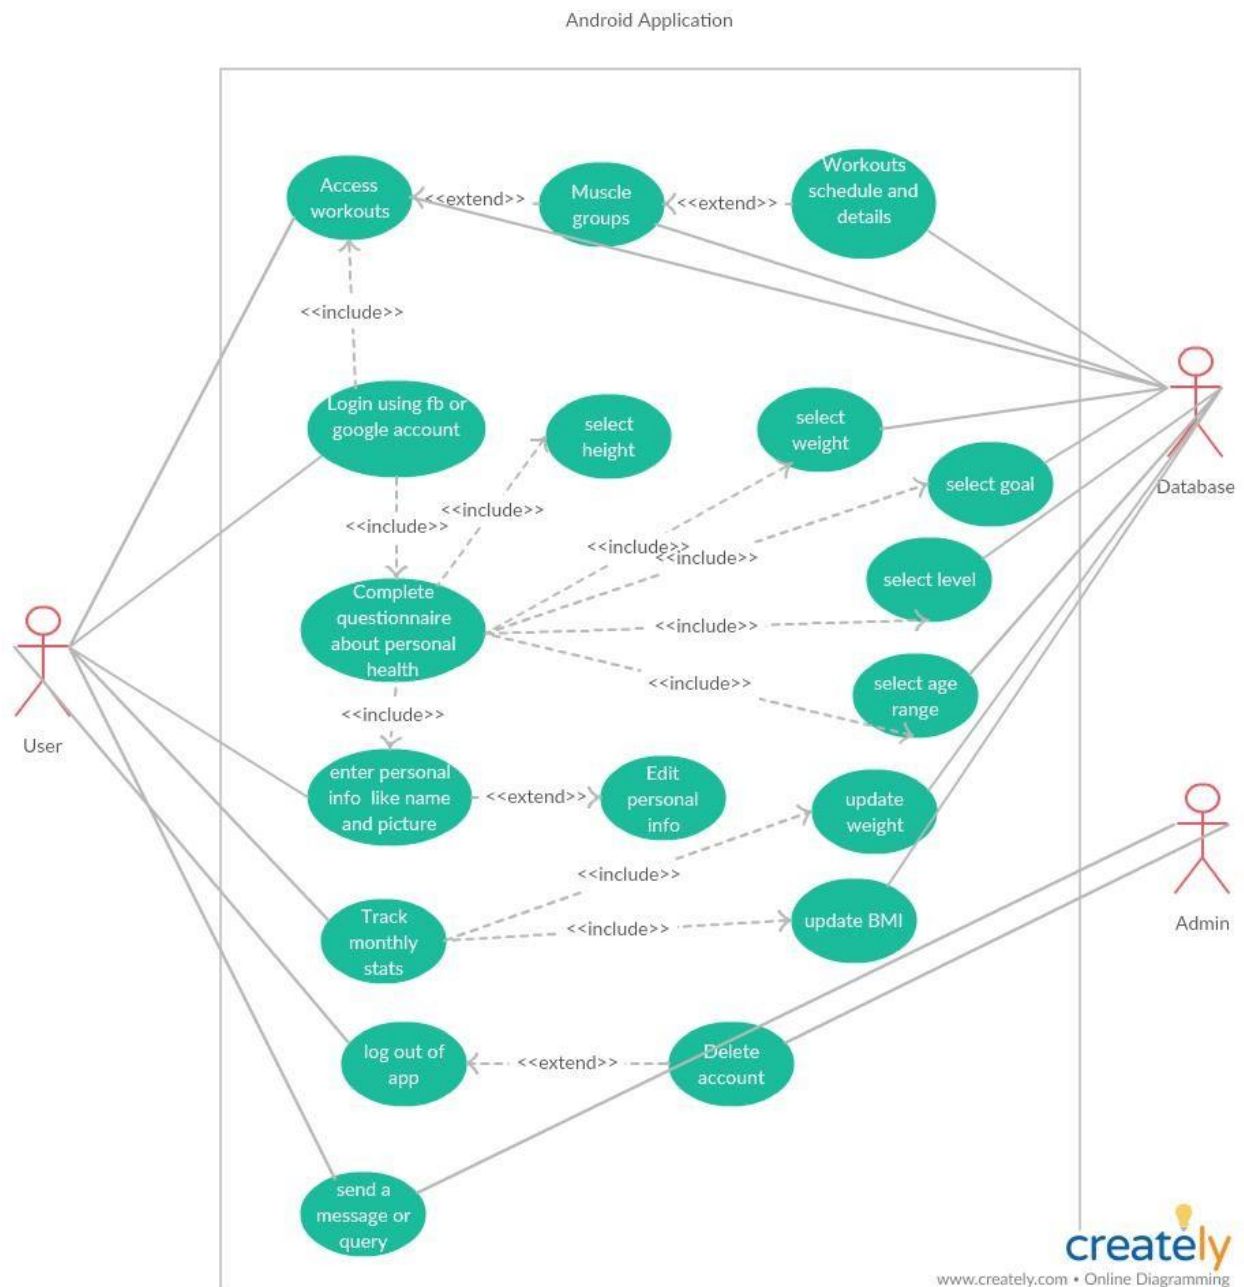 Android Application
Access
workouts
<<extend>>
Muscle
groups
<<extend>>
Workouts
schedule and
details
<<include>>
Login using fb or
google account
select
height
select
weight
select goal
Database
<<include>>
<<include>>
<<include>>
<<include>>
select level
Complete
questionnaire
about personal
health
<<include>>
<<include>>
select age
range
<<include>>
User
enter personal
info like name
and picture
<<extend>>
Edit
personal
info
update
weight
<<include>>
Track
monthly
stats
<<include>>
update BMI
Admin
log out of
app
<<extend>>
Delete
account
send a
message or
query
creately
www.creately.com • Online Diagramming